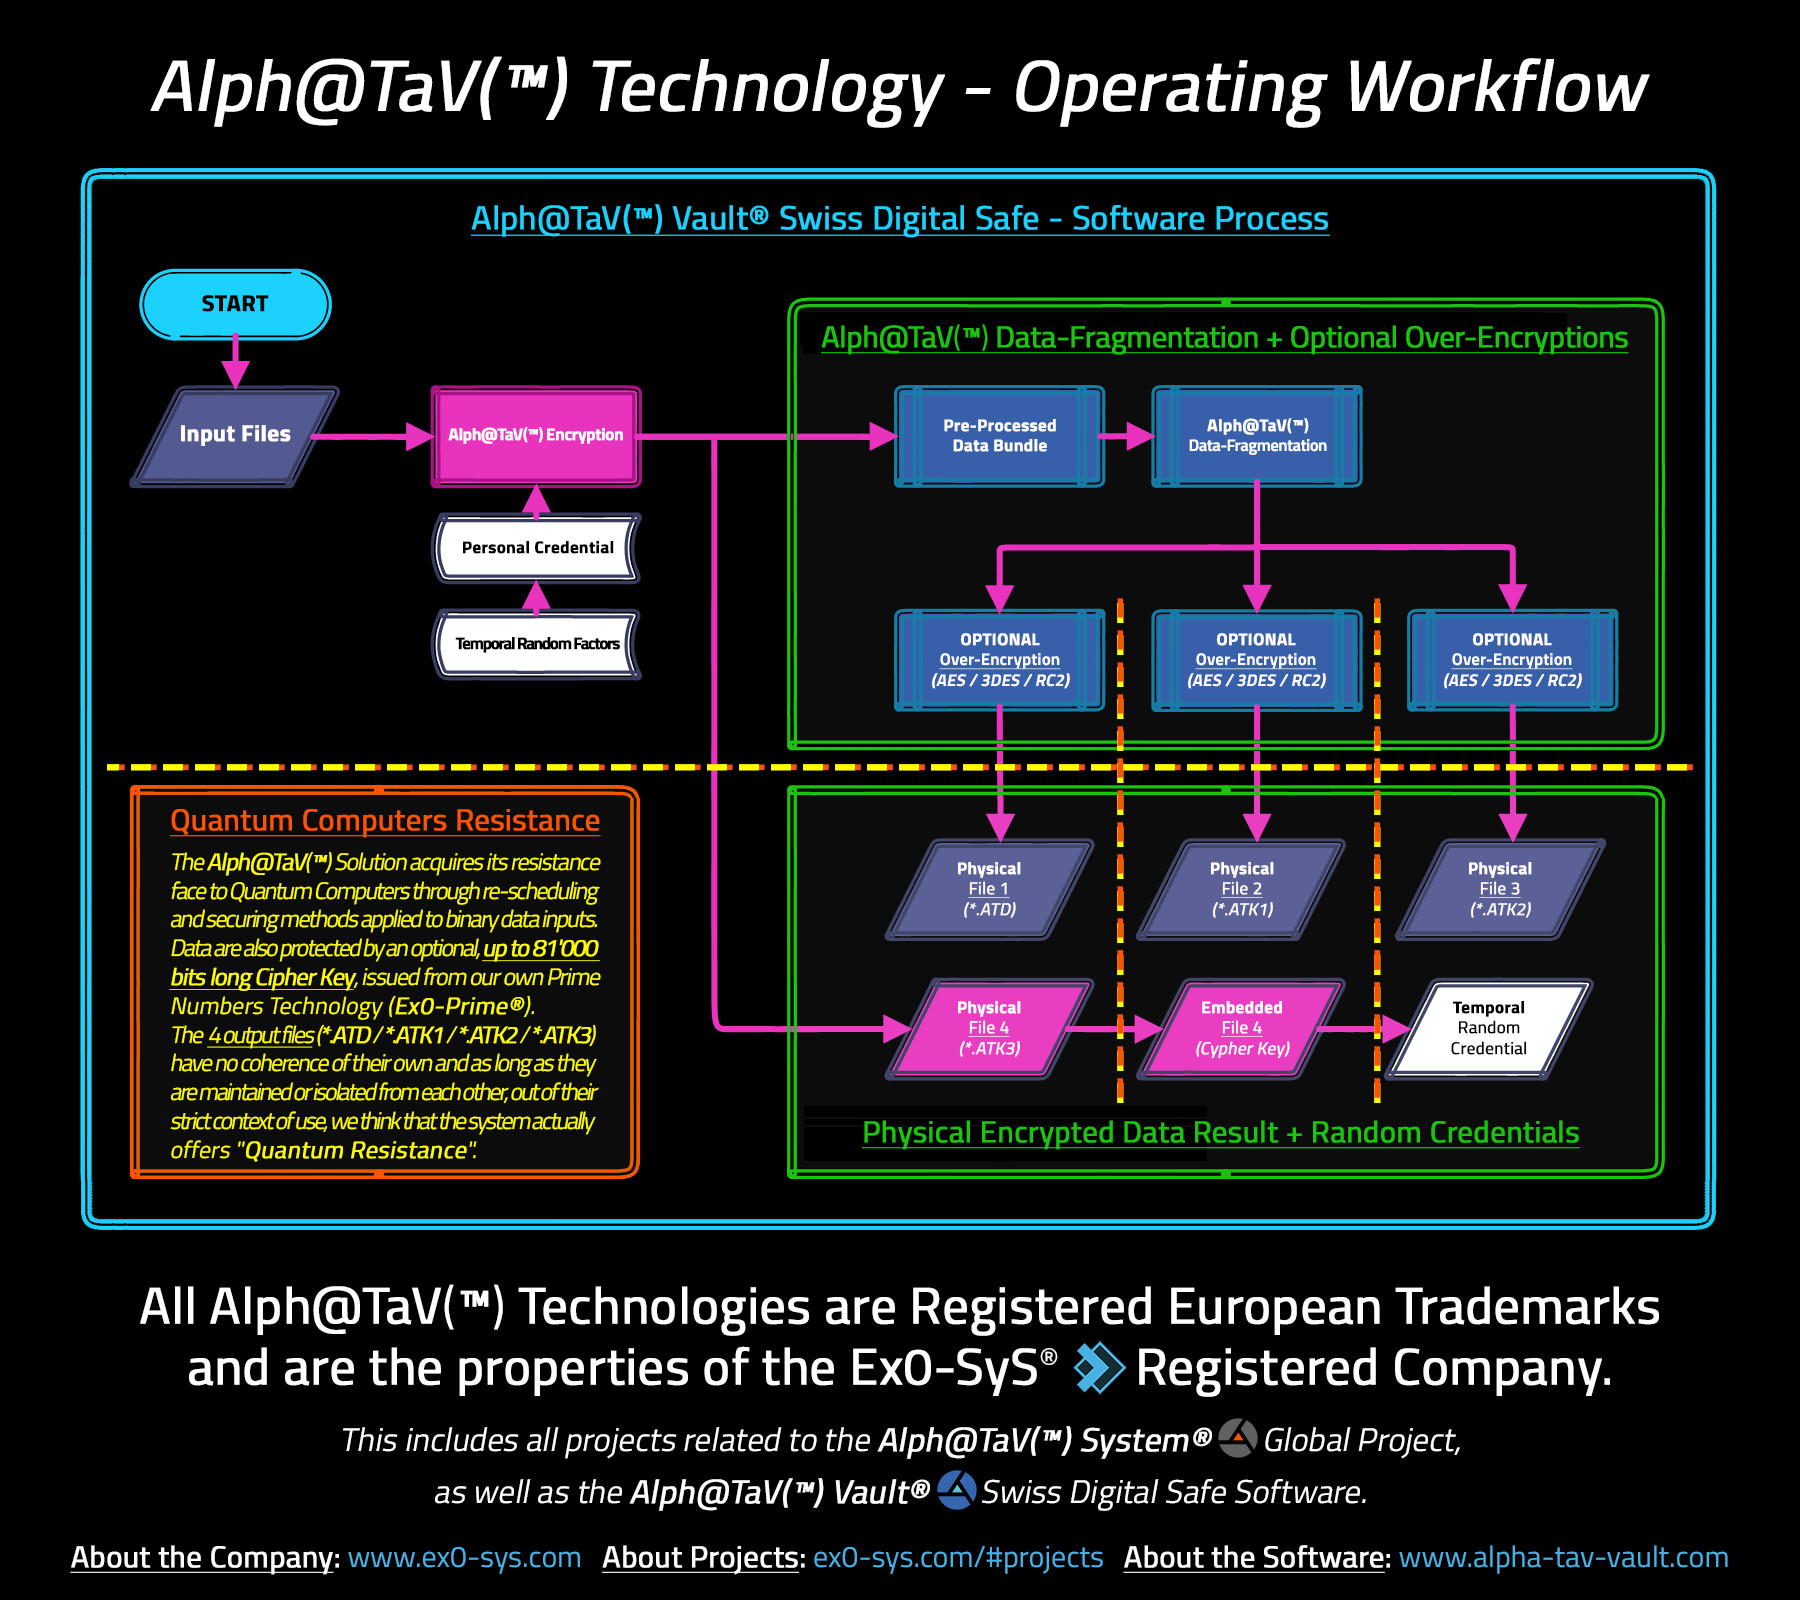 Alph@TaV(™) Technology - Operating Workflow
Alph@TaV(™) Vault® Swiss Digital Safe - Software Process
START
Input Files
Alph@TaV(™) Encryption
Personal Credential
Temporal Random Factors
Alph@TaV(™) Data-Fragmentation + Optional Over-Encryptions
Pre-Processed
Data Bundle
Alph@TaV(™)
Data-Fragmentation
OPTIONAL
Over-Encryption
(AES / 3DES / RC2)
OPTIONAL
Over-Encryption
(AES / 3DES / RC2)
OPTIONAL
Over-Encryption
(AES / 3DES / RC2)
Quantum Computers Resistance
The Alph@TaV(™) Solution acquires its resistance
face to Quantum Computers through re-scheduling
and securing methods applied to binary data inputs.
Data are also protected by an optional, up to 81'000
bits long Cipher Key, issued from our own Prime
Numbers Technology (Ex0-Prime®).
The 4 output files (*.ATD / *.ATK1 / *.ATK2 / *.ATK3)
have no coherence of their own and as long as they
are maintained or isolated from each other, out of their
strict context of use, we think that the system actually
offers "Quantum Resistance".
Physical
File 1
(*.ATD)
Physical
File 2
(*.ATK1)
Physical
File 3
(*.ATK2)
Physical
File 4
(*.ATK3)
Embedded
File 4
(Cypher Key)
Temporal
Random
Credential
Physical Encrypted Data Result + Random Credentials
All Alph@TaV(™) Technologies are Registered European Trademarks
and are the properties of the Ex0-SyS® Registered Company.
This includes all projects related to the Alph@TaV(™) System® Global Project,
as well as the Alph@TaV(™) Vault® Swiss Digital Safe Software.
About the Company: www.ex0-sys.com About Projects: ex0-sys.com/#projects About the Software: www.alpha-tav-vault.com